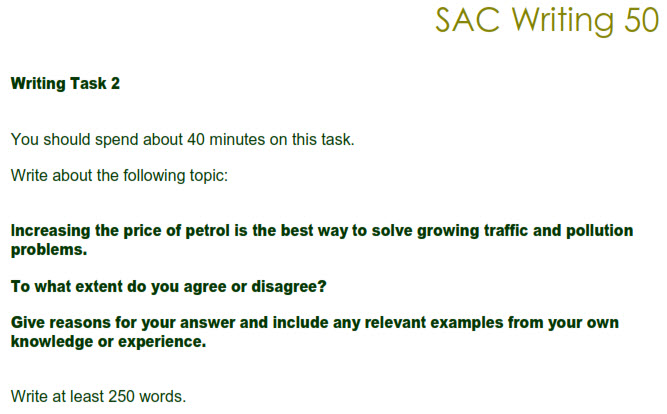 SAC Writing 50
Writing Task 2
You should spend about 40 minutes on this task.
Write about the following topic:
Increasing the price of petrol is the best way to solve growing traffic and pollution
problems.
To what extent do you agree or disagree?
Give reasons for your answer and include any relevant examples from your own
knowledge or experience.
Write at least 250 words.